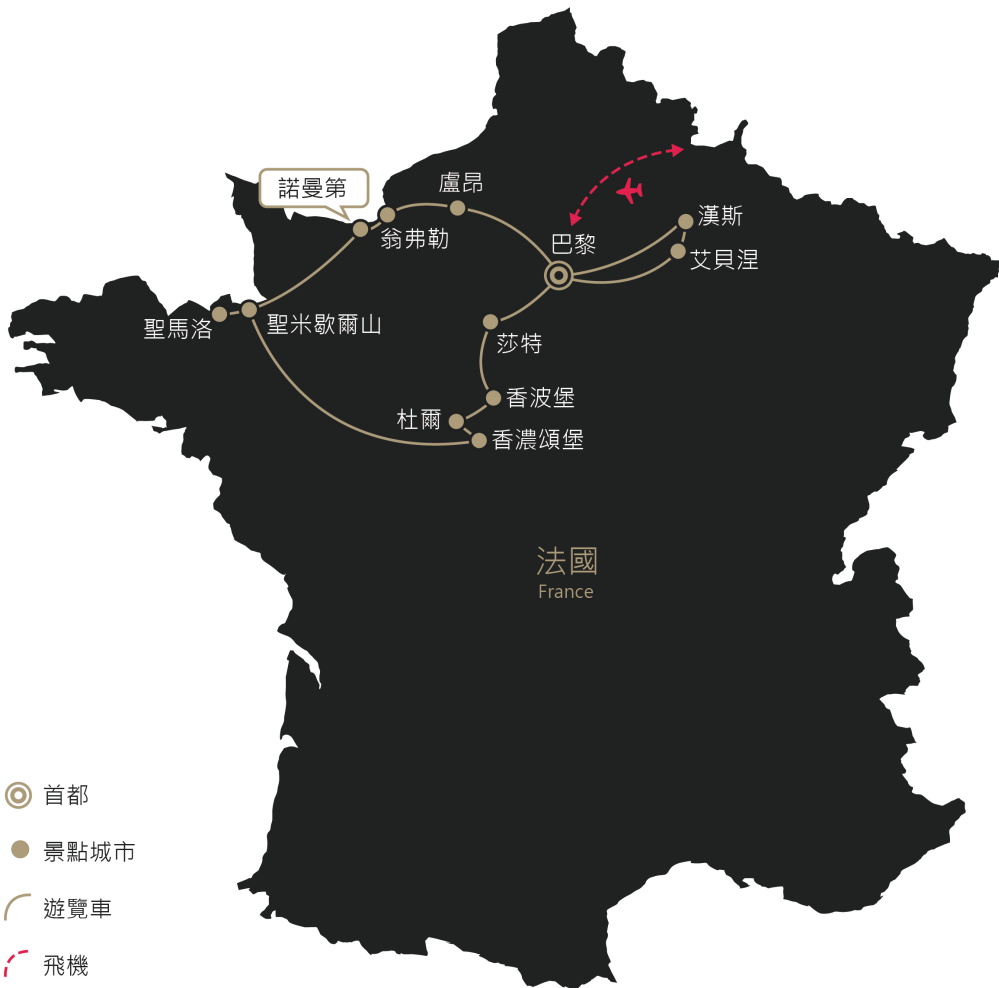 諾曼第
盧昂
漢斯
翁弗勒
巴黎
艾貝涅
聖馬洛
聖米歇爾山
莎特
香波堡
杜爾
香濃頌堡
法國
France
首都
景點城市
遊覽車
飛機